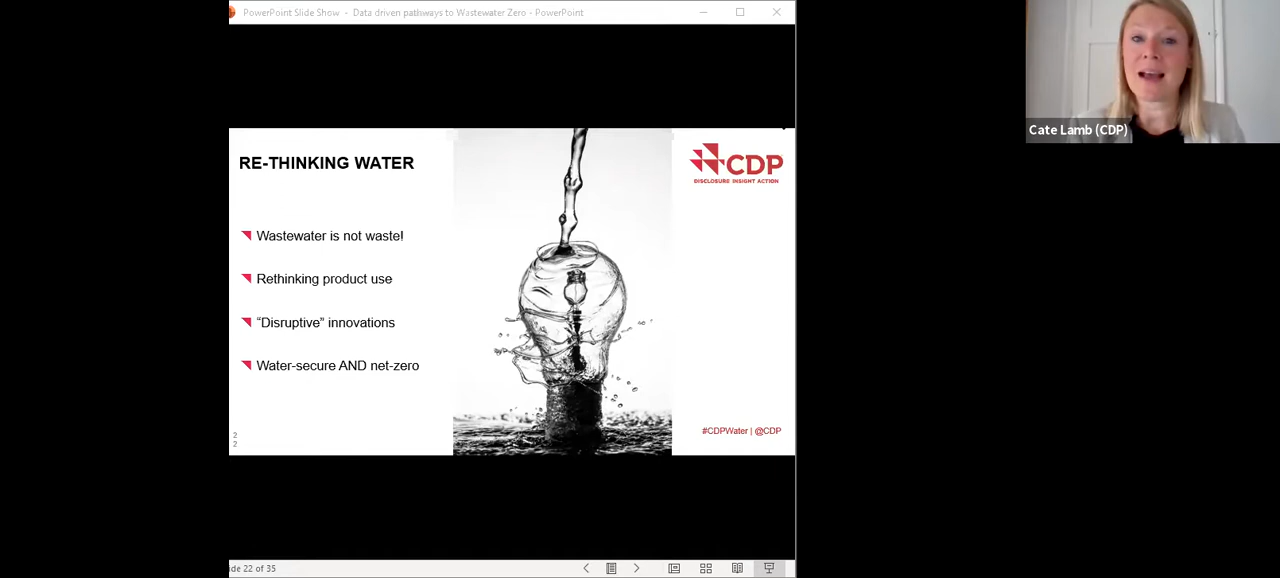 PowerPoint Slide Show - Data driven pathways to Wastewater Zero - PowerPoint
Cate Lamb (CDP)
RE-THINKING WATER
CDP
DISCLOSURE INSIGHT ACTION
Wastewater is not waste!
Rethinking product use
“Disruptive” innovations
Water-secure AND net-zero
2
2
#CDPWater | @CDP
ide 22 of 35